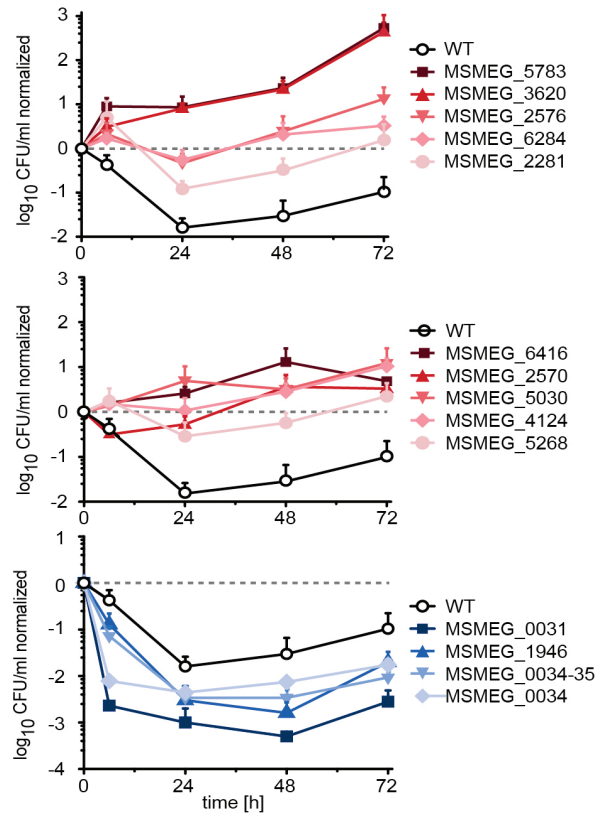 3
2
1
0
-1
-2
0
24
48
72
log10 CFU/ml normalized
WT
MSMEG_5783
MSMEG_3620
MSMEG_2576
MSMEG_6284
MSMEG_2281
3
2
1
0
-1
-2
0
24
48
72
log10 CFU/ml normalized
WT
MSMEG_6416
MSMEG_2570
MSMEG_5030
MSMEG_4124
MSMEG_5268
1
0
-1
-2
-3
-4
0
24
48
72
log10 CFU/ml normalized
time [h]
WT
MSMEG_0031
MSMEG_1946
MSMEG_0034-35
MSMEG_0034